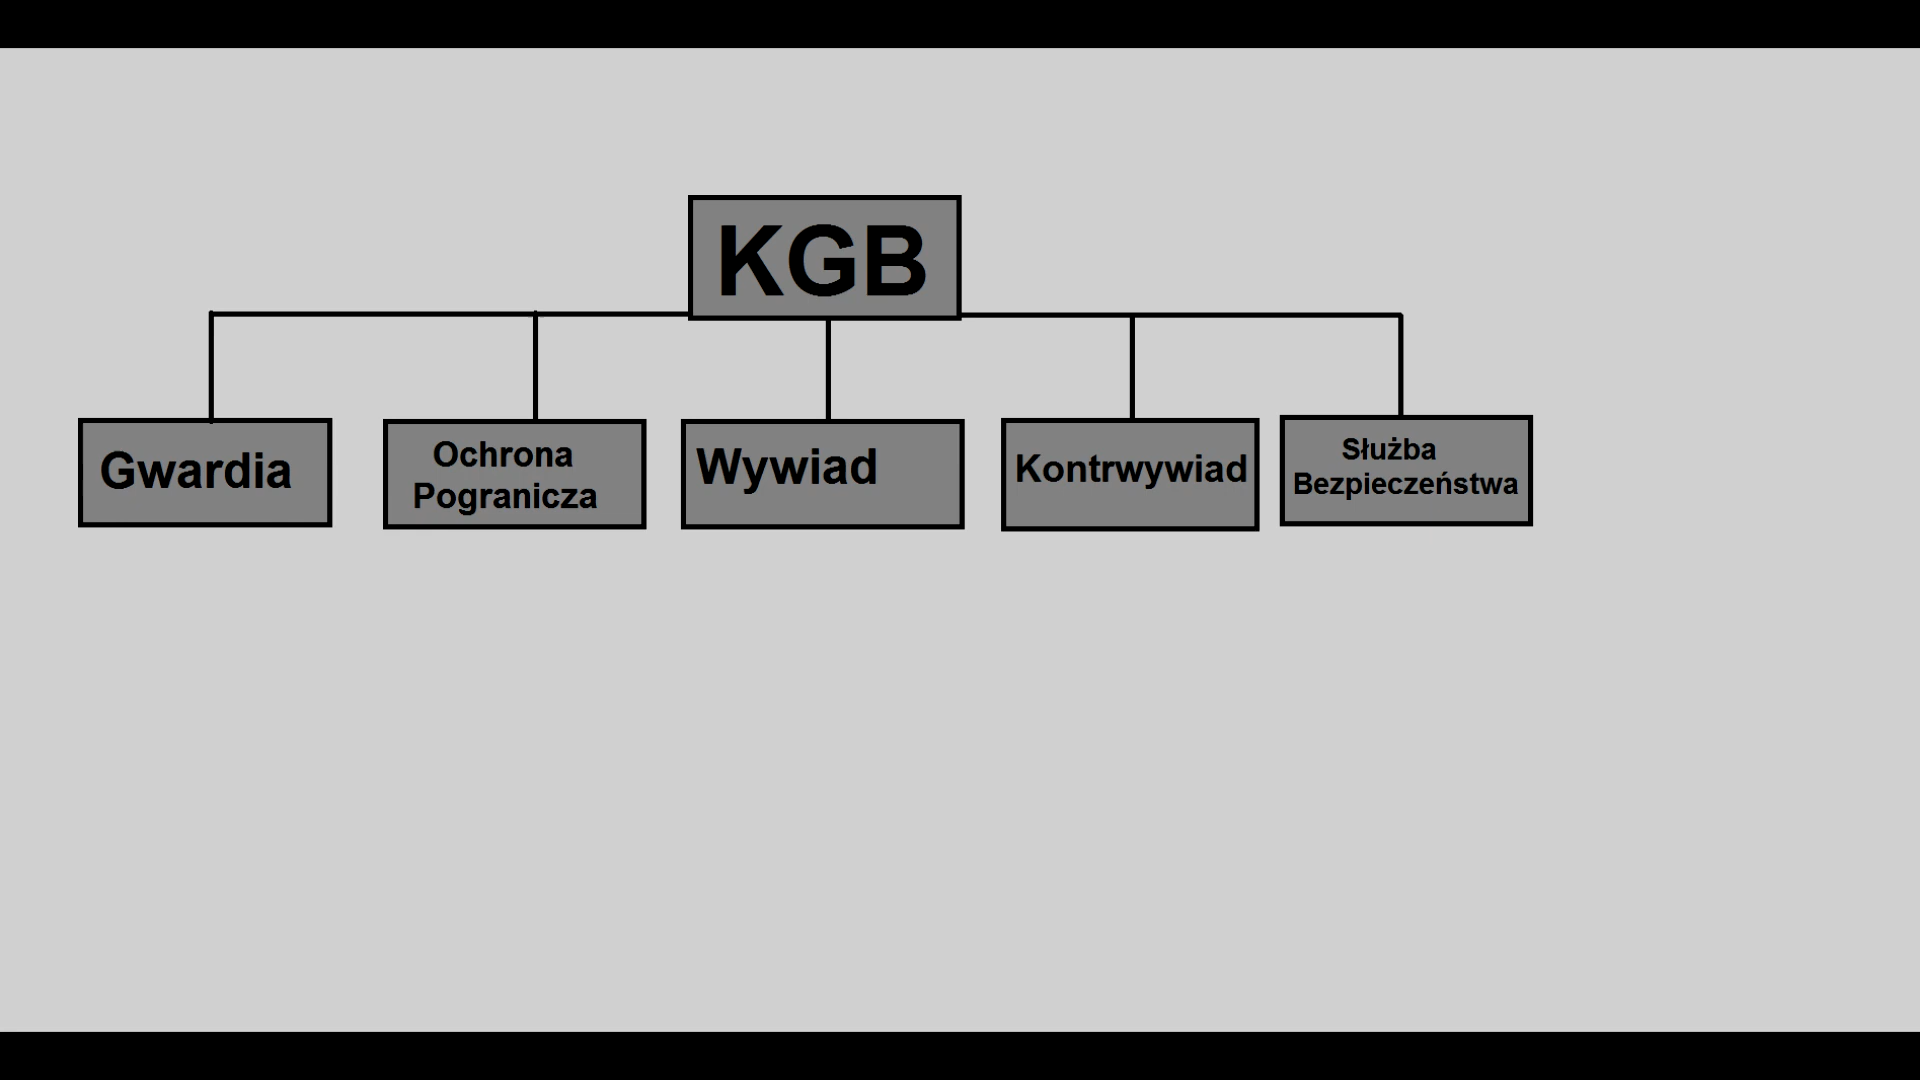 KGB
Gwardia
Ochrona
Pogranicza
Wywiad
Kontrwywiad
Służba
Bezpieczeństwa